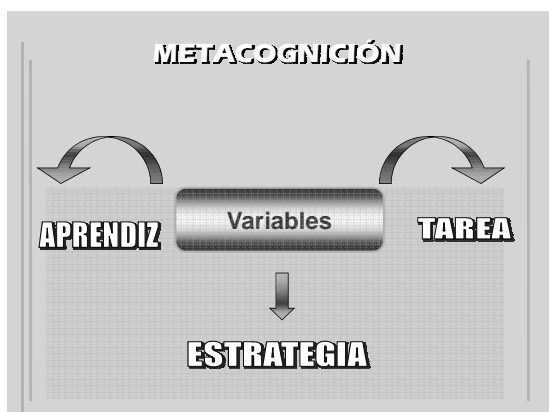 METACOGNICIÓN
Variables
APRENDIZ
TAREA
ESTRATEGIA